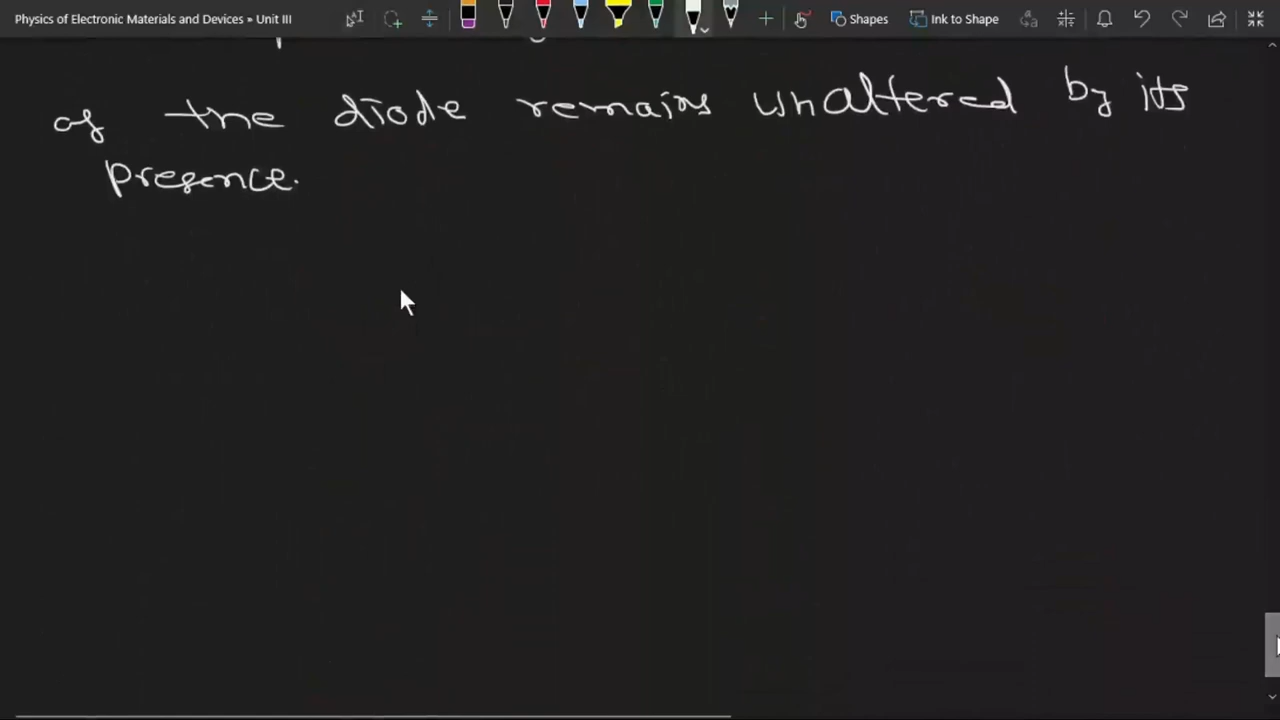 Physics of Electronic Materials and Devices » Unit III
Shapes
Ink to Shape
of the diode remains unaltered by its
presence.